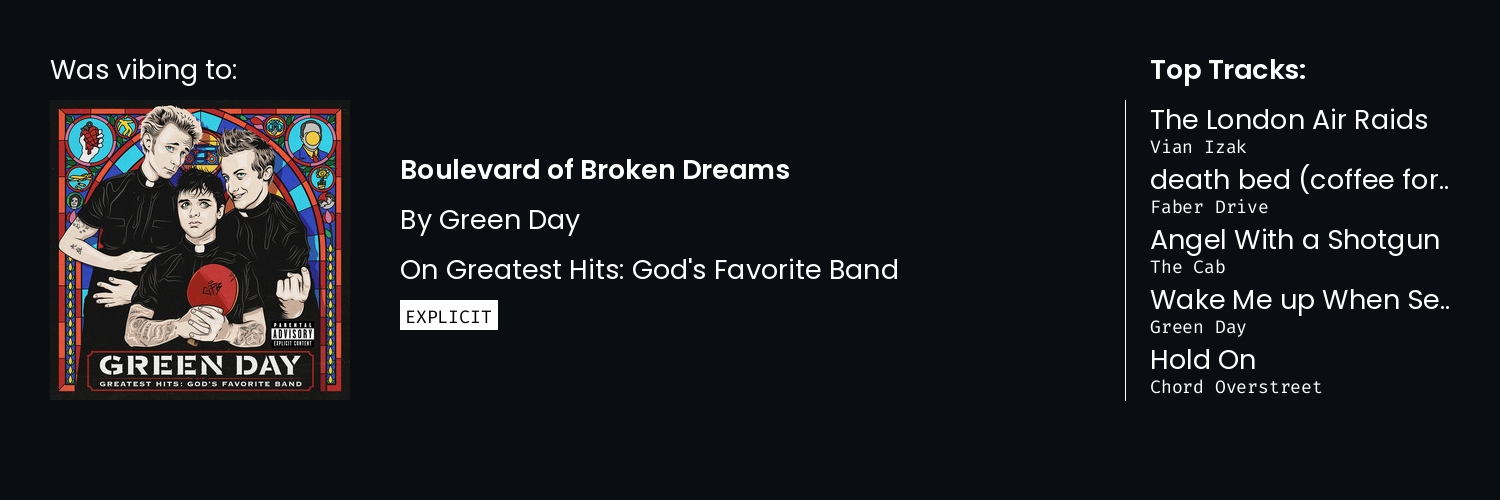 Was vibing to:
PARENTAL
ADVISORY
EXPLICIT CONTENT
GREEN DAY
GREATEST HITS: GOD'S FAVORITE BAND
Boulevard of Broken Dreams
By Green Day
On Greatest Hits: God's Favorite Band
EXPLICIT
Top Tracks:
The London Air Raids
Vian Izak
death bed (coffee for..
Faber Drive
Angel With a Shotgun
The Cab
Wake Me up When Se..
Green Day
Hold On
Chord Overstreet